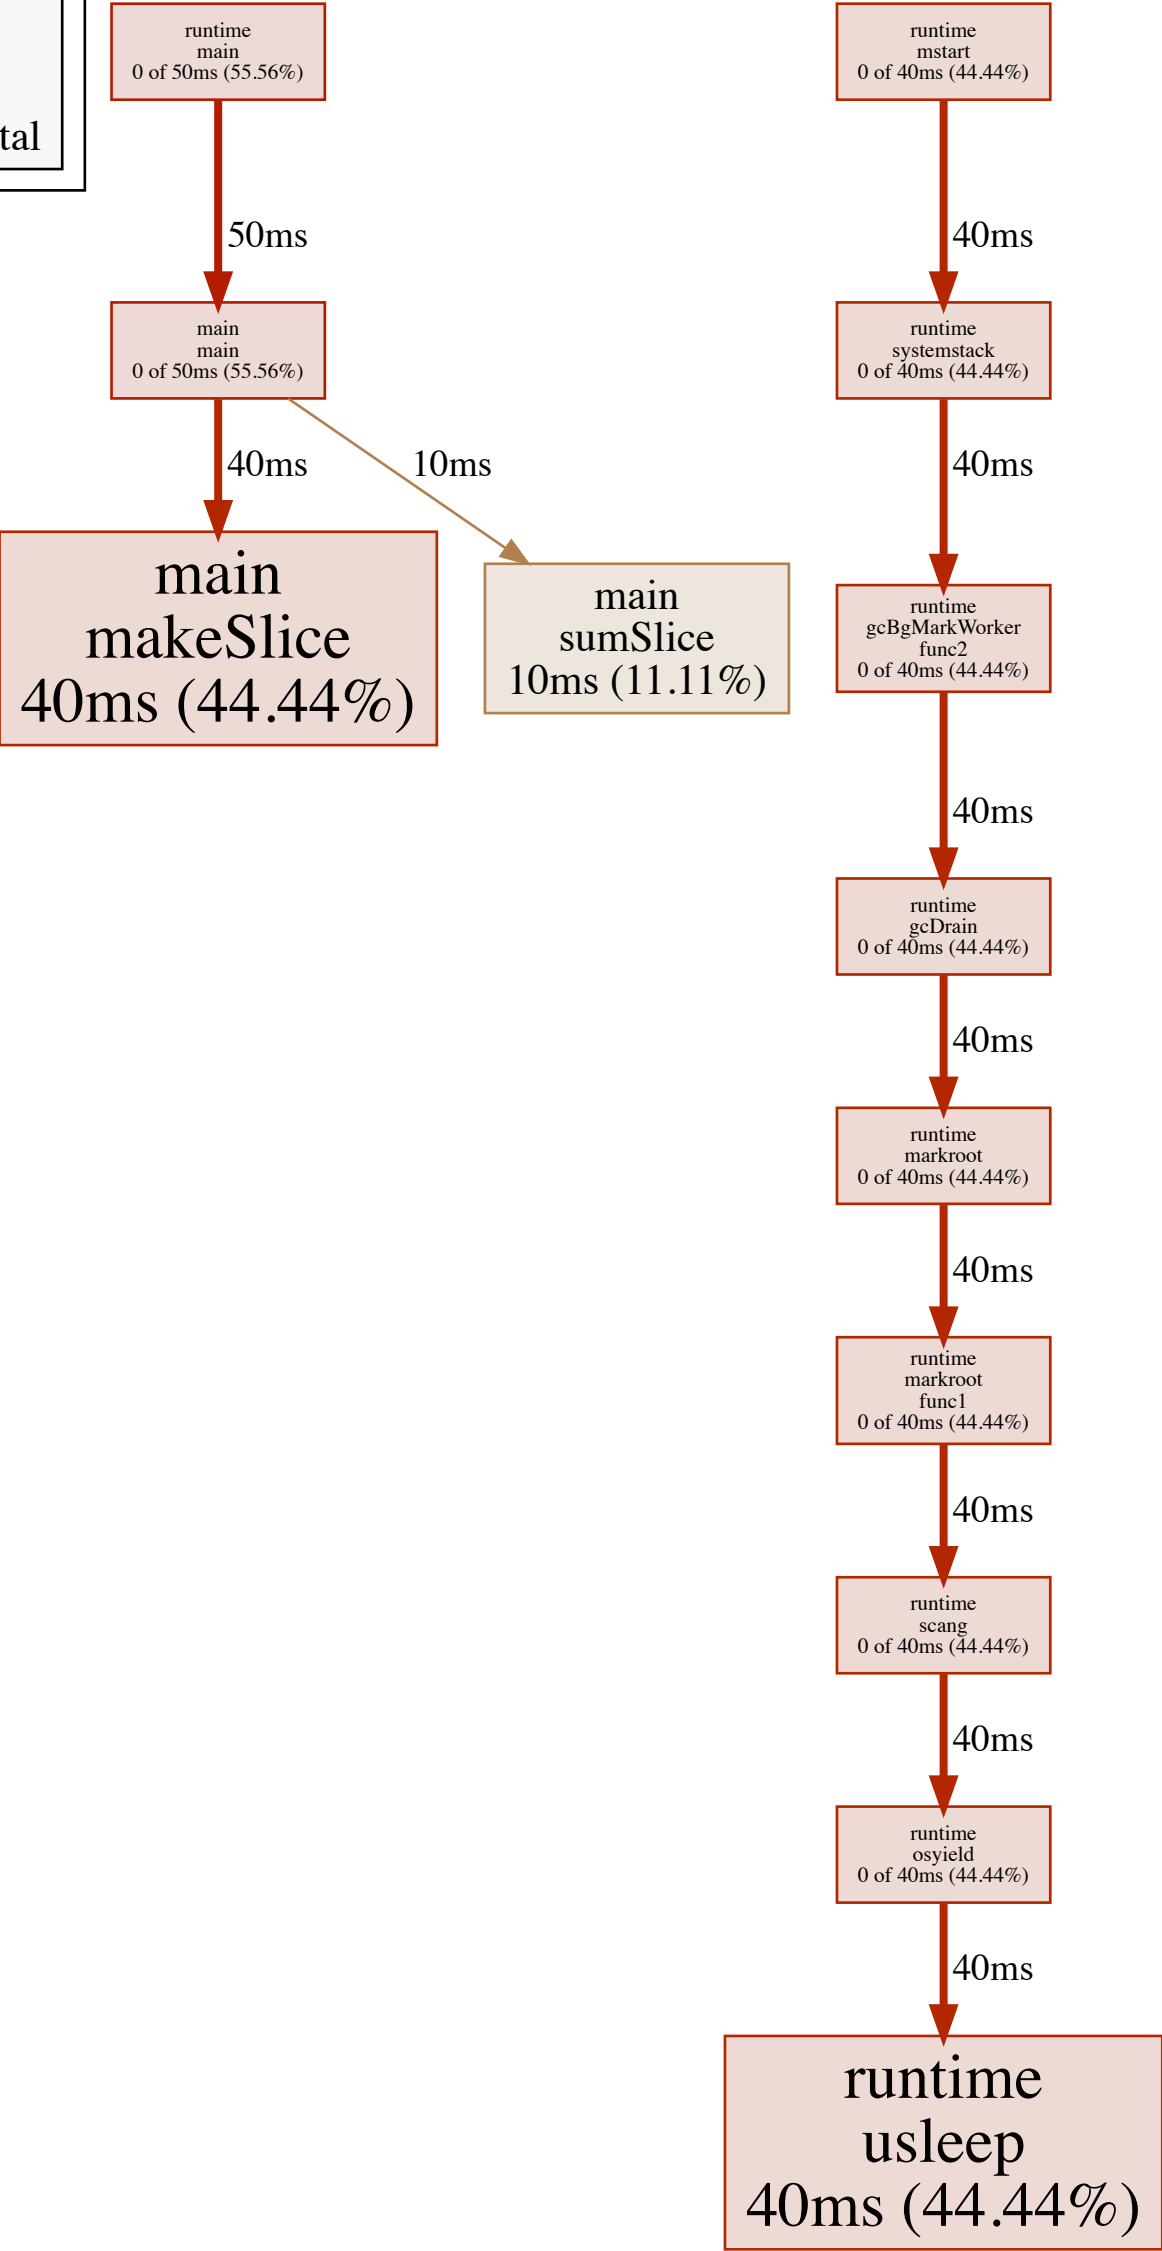 tal
runtime
main
0 of 50ms (55.56%)
50ms
main
main
0 of 50ms (55.56%)
40ms
10ms
main
makeSlice
40ms (44.44%)
main
sumSlice
10ms (11.11%)
runtime
mstart
0 of 40ms (44.44%)
40ms
runtime
systemstack
0 of 40ms (44.44%)
40ms
runtime
gcBgMarkWorker
func2
0 of 40ms (44.44%)
40ms
runtime
gcDrain
0 of 40ms (44.44%)
40ms
runtime
markroot
0 of 40ms (44.44%)
40ms
runtime
markroot
func1
0 of 40ms (44.44%)
40ms
runtime
scang
0 of 40ms (44.44%)
40ms
runtime
osyield
0 of 40ms (44.44%)
40ms
runtime
usleep
40ms (44.44%)